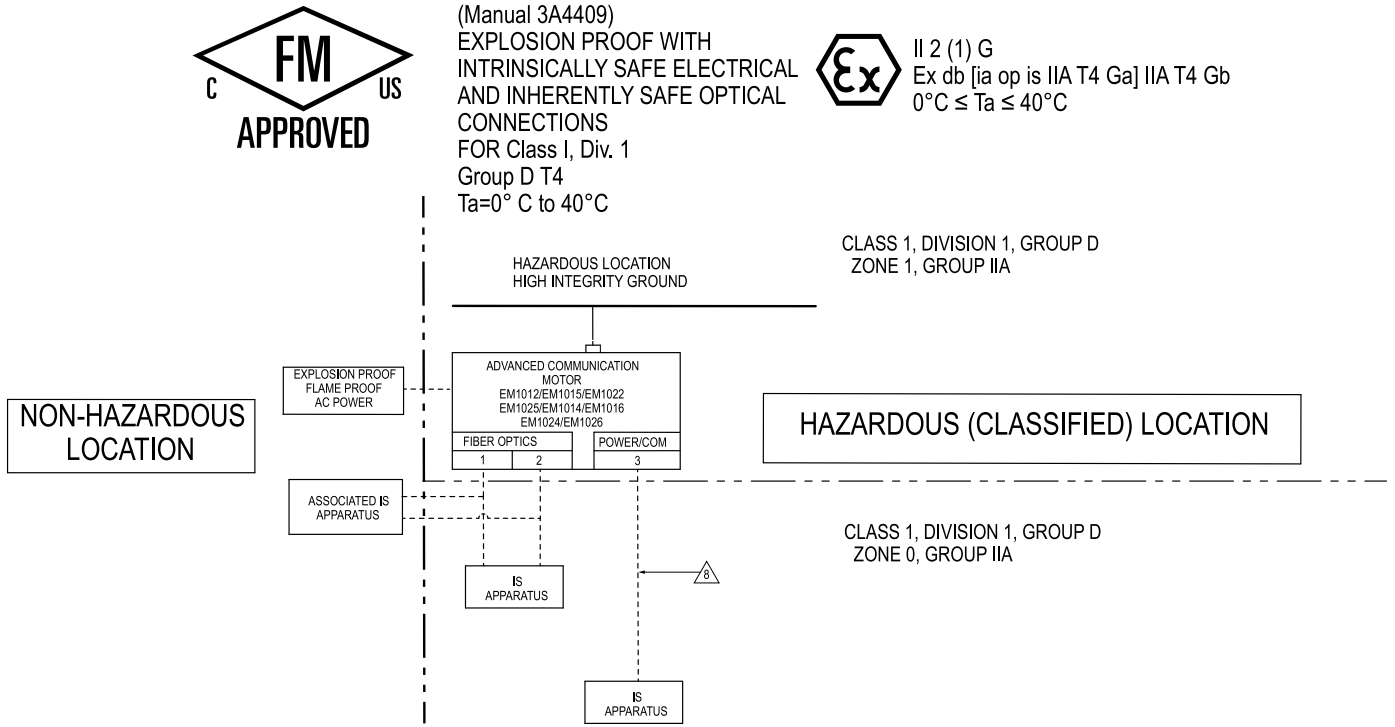 FM
C
US
APPROVED
(Manual 3A4409)
EXPLOSION PROOF WITH
INTRINSICALLY SAFE ELECTRICAL
AND INHERENTLY SAFE OPTICAL
CONNECTIONS
FOR Class I, Div. 1
Group D T4
Ta=0° C to 40°C
Ex
II 2 (1) G
Ex db [ia op is IIA T4 Ga] IIA T4 Gb
0°C ≤ Ta ≤ 40°C
HAZARDOUS LOCATION
HIGH INTEGRITY GROUND
CLASS 1, DIVISION 1, GROUP D
ZONE 1, GROUP IIA
EXPLOSION PROOF
FLAME PROOF
AC POWER
ADVANCED COMMUNICATION
MOTOR
EM1012/EM1015/EM1022
EM1025/EM1014/EM1016
EM1024/EM1026
FIBER OPTICS
POWER/COM
1
2
3
NON-HAZARDOUS
LOCATION
HAZARDOUS (CLASSIFIED) LOCATION
ASSOCIATED IS
APPARATUS
CLASS 1, DIVISION 1, GROUP D
ZONE 0, GROUP IIA
IS
APPARATUS
8
IS
APPARATUS